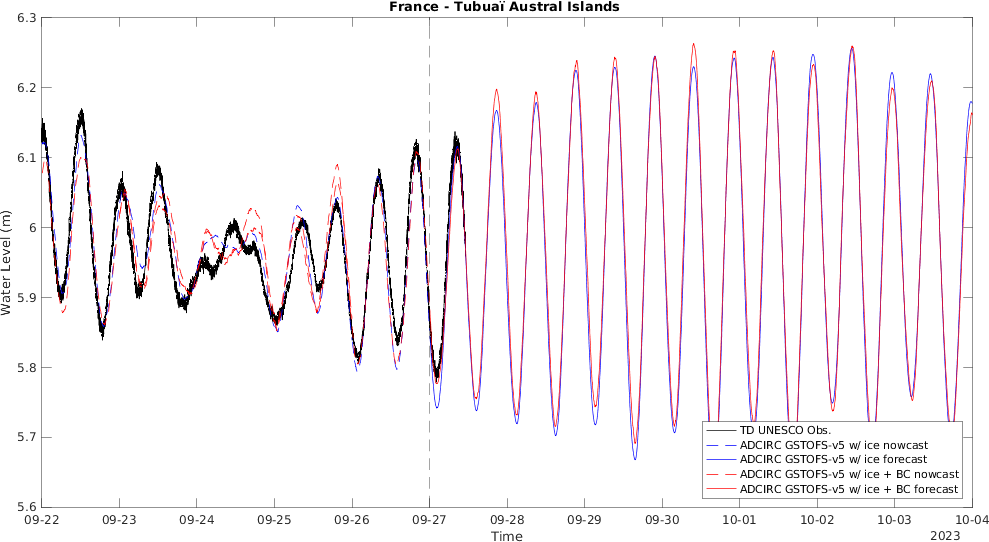 France - Tubuaï Austral Islands
6.3
6.2
6.1
6
5.9
5.8
5.7
5.6
Water Level (m)
TD UNESCO Obs.
ADCIRC GSTOFS-v5 w/ ice nowcast
ADCIRC GSTOFS-v5 w/ ice forecast
ADCIRC GSTOFS-v5 w/ ice + BC nowcast
ADCIRC GSTOFS-v5 w/ ice + BC forecast
09-22 09-23 09-24 09-25 09-26 09-27 09-28 09-29 09-30 10-01 10-02 10-03 10-04
Time
2023